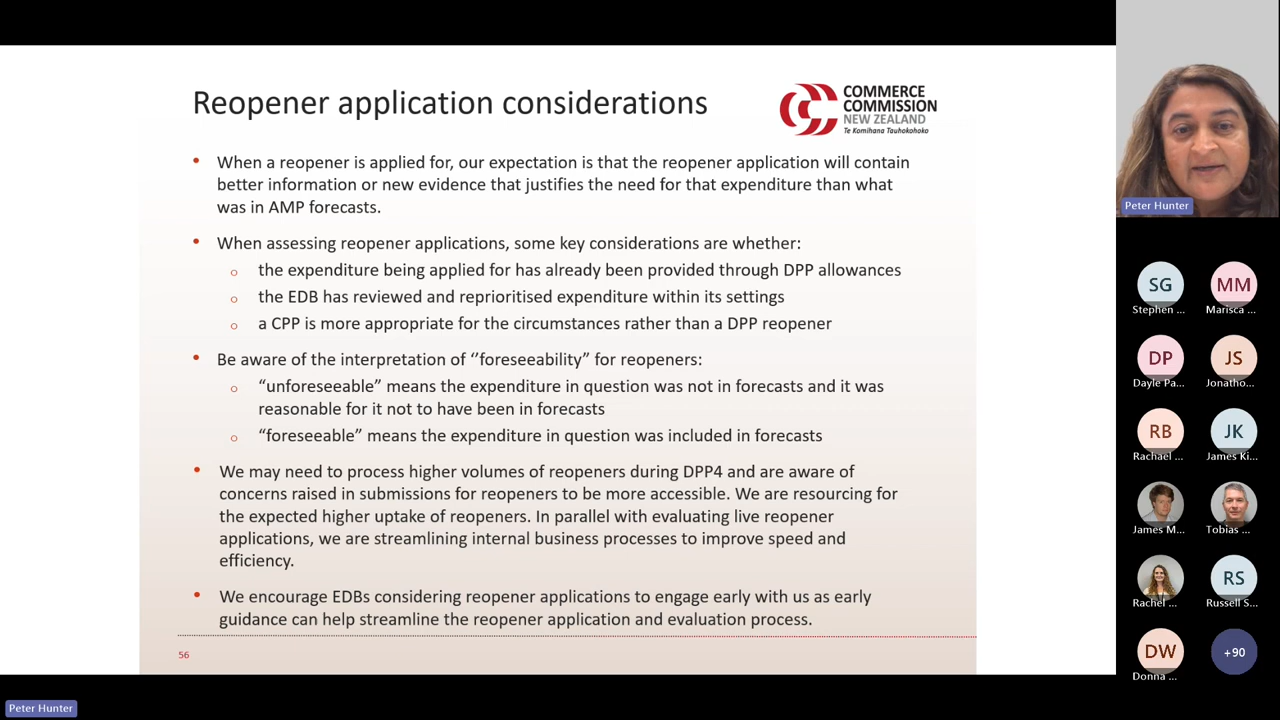 Reopener application considerations
COMMERCE
COMMISSION
NEW ZEALAND
Te Komihana Tauhokohoko
• When a reopener is applied for, our expectation is that the reopener application will contain
better information or new evidence that justifies the need for that expenditure than what
was in AMP forecasts.
• When assessing reopener applications, some key considerations are whether:
o the expenditure being applied for has already been provided through DPP allowances
o the EDB has reviewed and reprioritised expenditure within its settings
o a CPP is more appropriate for the circumstances rather than a DPP reopener
• Be aware of the interpretation of “foreseeability” for reopeners:
o “unforeseeable” means the expenditure in question was not in forecasts and it was
reasonable for it not to have been in forecasts
o “foreseeable” means the expenditure in question was included in forecasts
• We may need to process higher volumes of reopeners during DPP4 and are aware of
concerns raised in submissions for reopeners to be more accessible. We are resourcing for
the expected higher uptake of reopeners. In parallel with evaluating live reopener
applications, we are streamlining internal business processes to improve speed and
efficiency.
• We encourage EDBs considering reopener applications to engage early with us as early
guidance can help streamline the reopener application and evaluation process.
56
Peter Hunter
Peter Hunter
SG MM
Stephen ... Marisca ...
DP JS
Dayle Pa... Jonatho...
RB JK
Rachael ... James Ki...
James M... Tobias ...
RS
Rachel ... Russell S...
DW +90
Donna ...